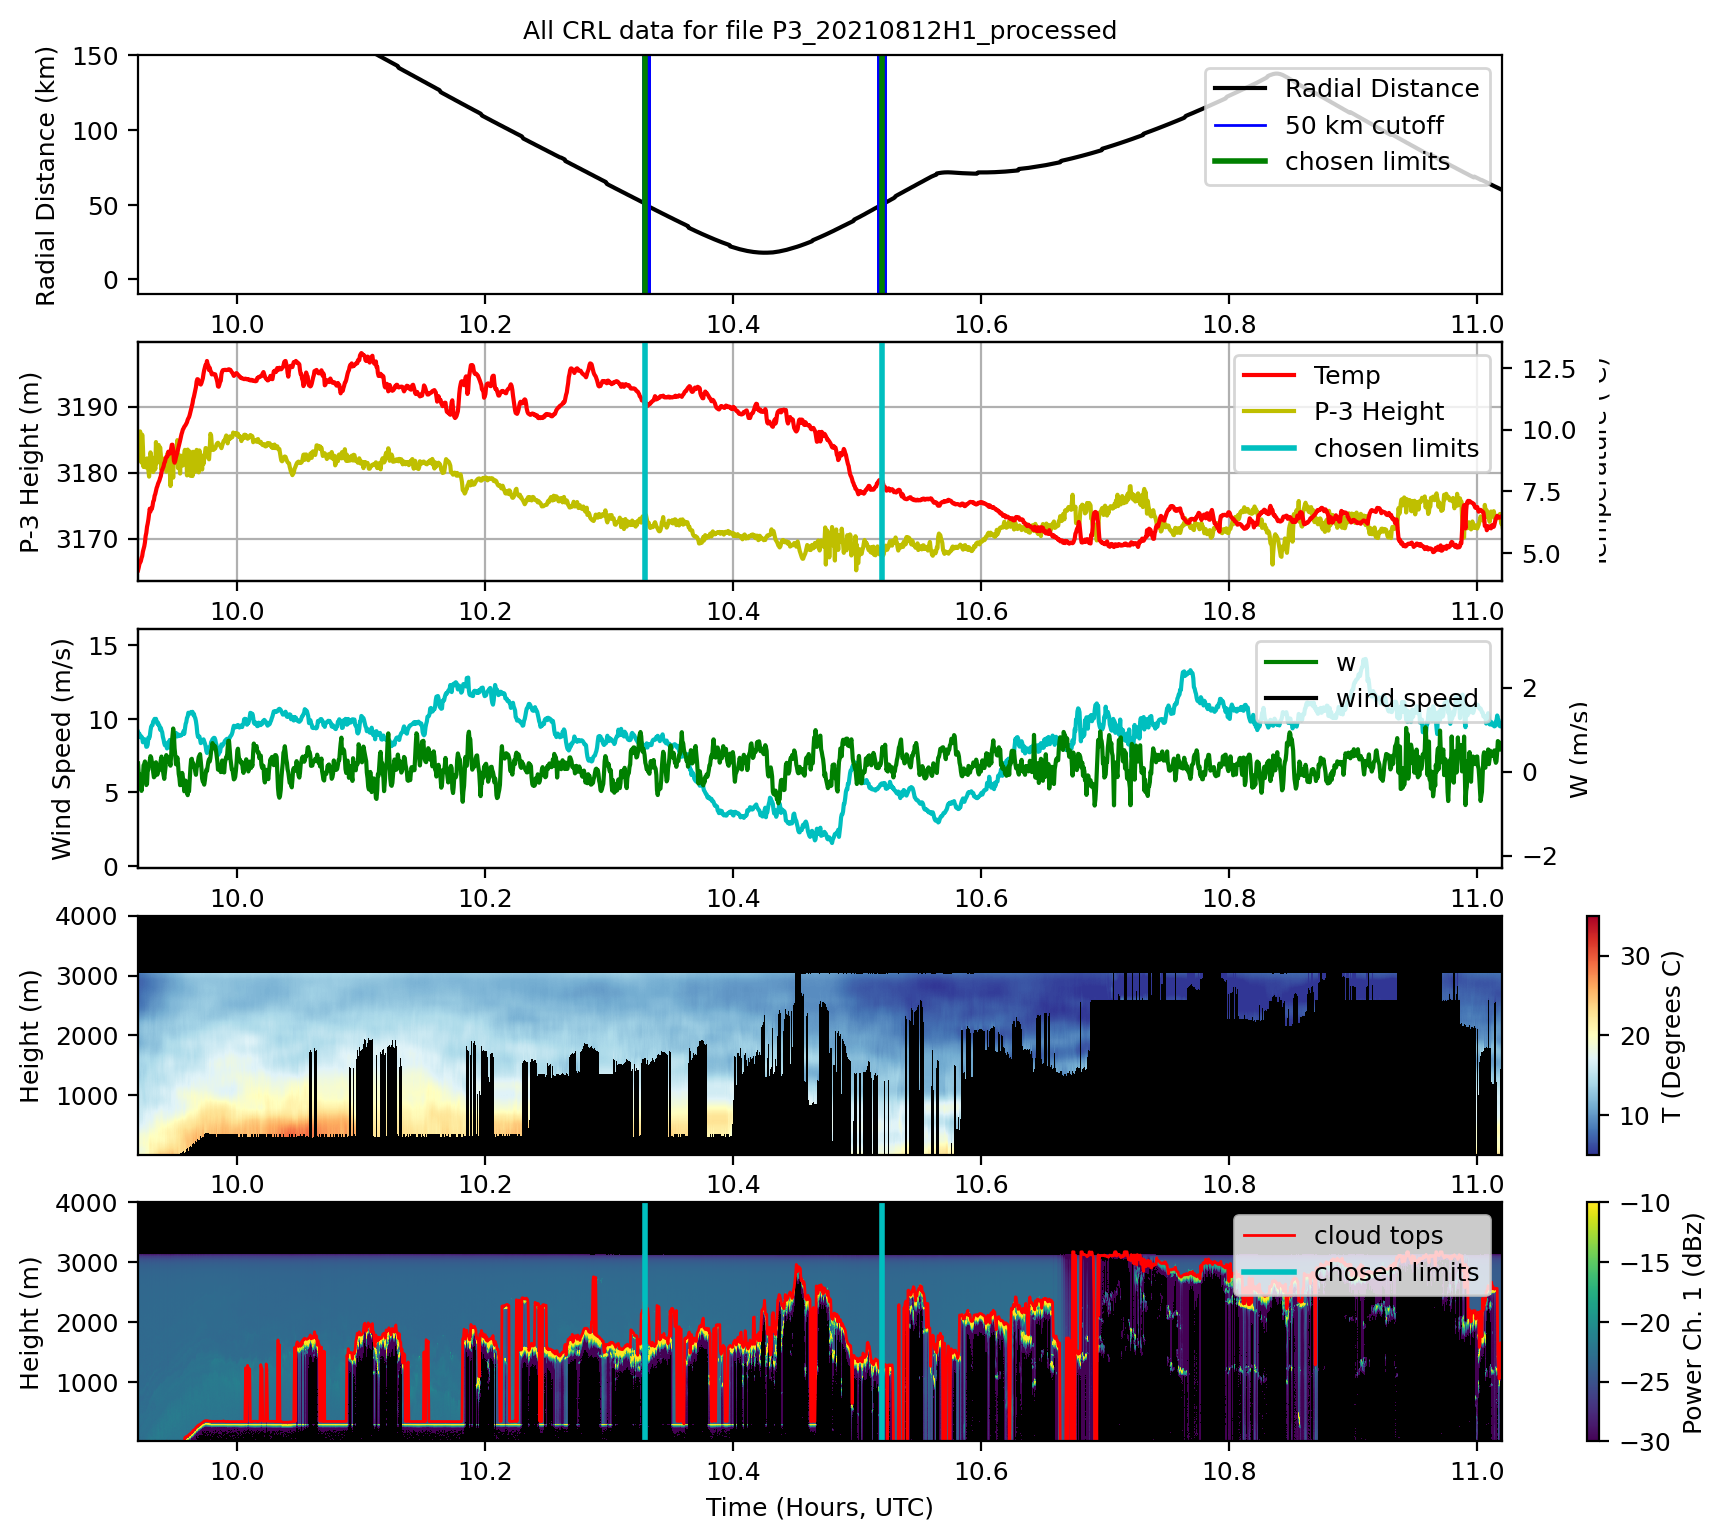 All CRL data for file P3_20210812H1_processed
Radial Distance (km)
150
100
50
0
Radial Distance
50 km cutoff
chosen limits
10.0 10.2 10.4 10.6 10.8 11.0
P-3 Height (m)
3190
3180
3170
Temp
P-3 Height
chosen limits
12.5
10.0
7.5
5.0
10.0 10.2 10.4 10.6 10.8 11.0
Wind Speed (m/s)
15
10
5
0
w
wind speed
2
0
−2
W (m/s)
10.0 10.2 10.4 10.6 10.8 11.0
Height (m)
4000
3000
2000
1000
30
20
10
T (Degrees C)
10.0 10.2 10.4 10.6 10.8 11.0
Height (m)
4000
3000
2000
1000
cloud tops
chosen limits
−10
−15
−20
−25
−30
Power Ch. 1 (dBz)
10.0 10.2 10.4 10.6 10.8 11.0
Time (Hours, UTC)